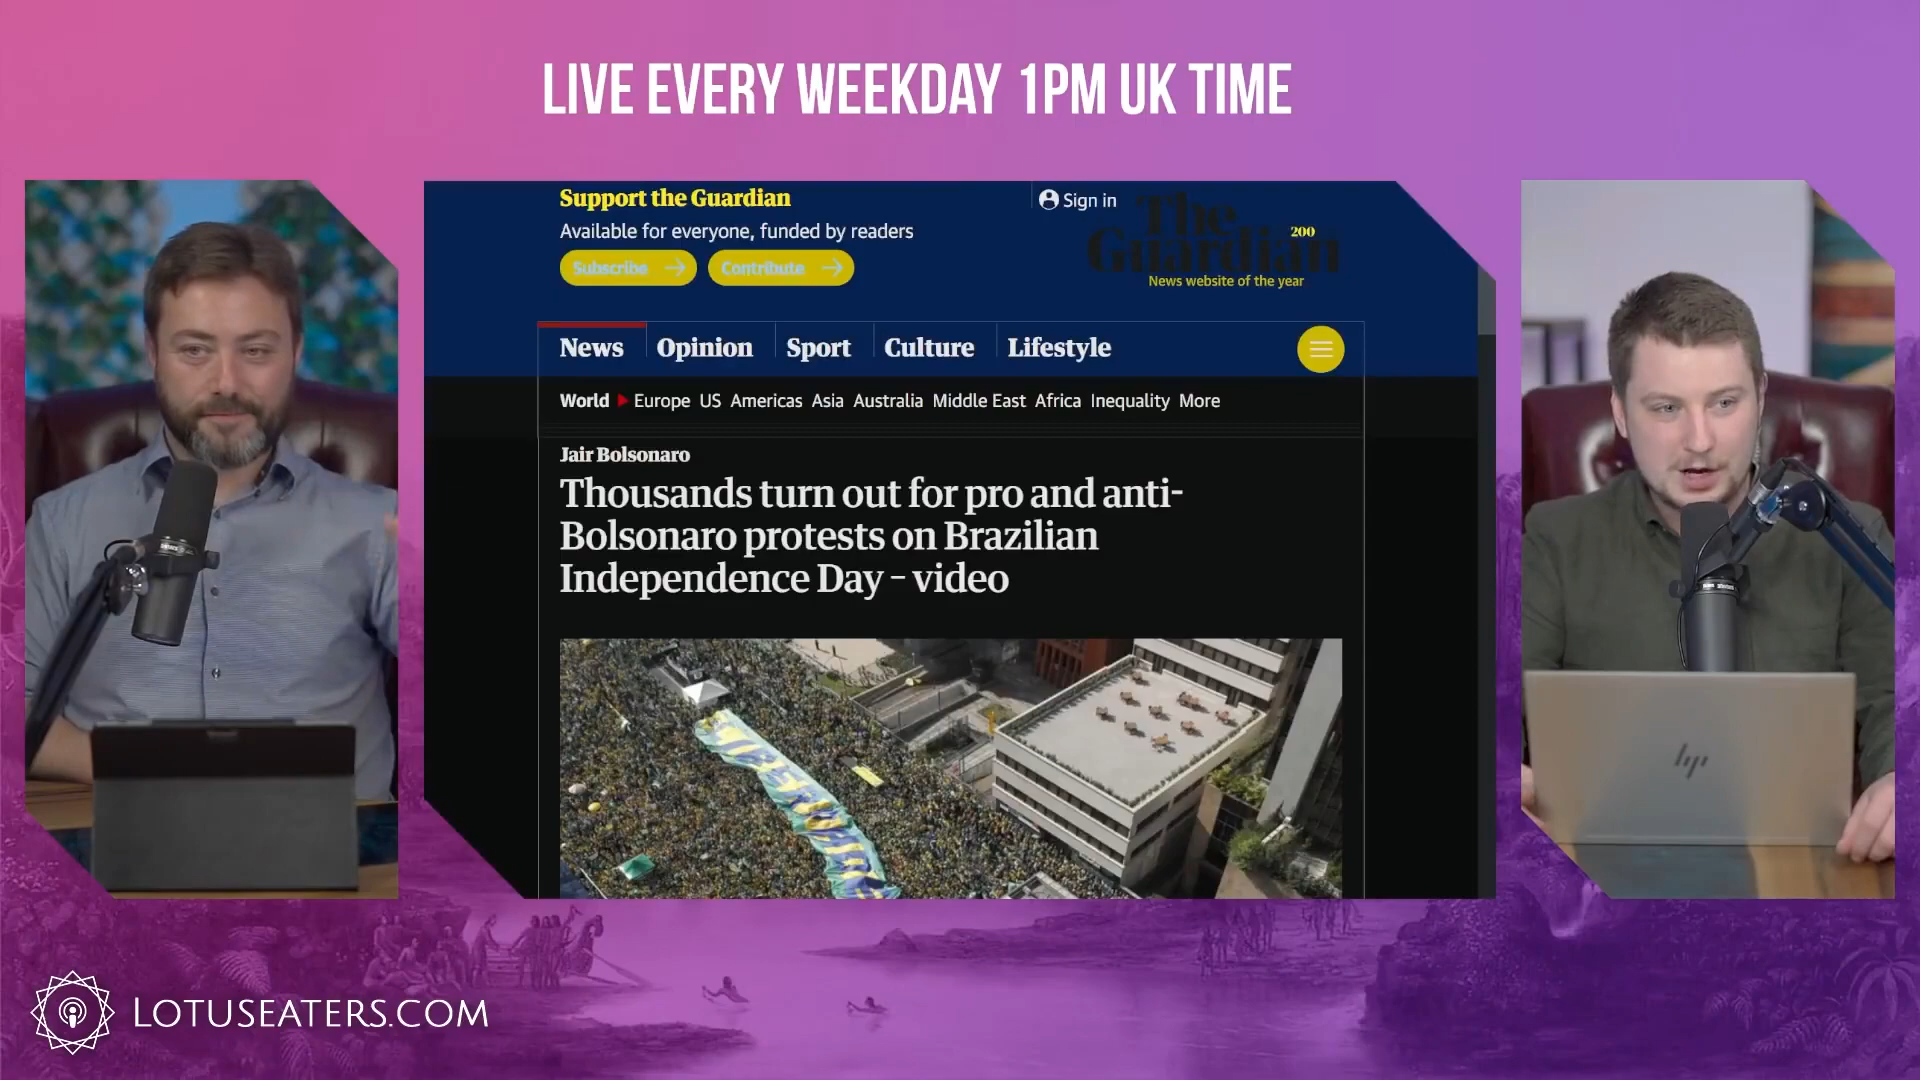 LIVE EVERY WEEKDAY 1PM UK TIME
Support the Guardian
Available for everyone, funded by readers
Subscribe
Contribute
Sign in
The
Guardian
200
News website of the year
News Opinion Sport Culture Lifestyle
World Europe US Americas Asia Australia Middle East Africa Inequality More
Jair Bolsonaro
Thousands turn out for pro and anti-
Bolsonaro protests on Brazilian
Independence Day – video
hp
LOTUSEATERS.COM